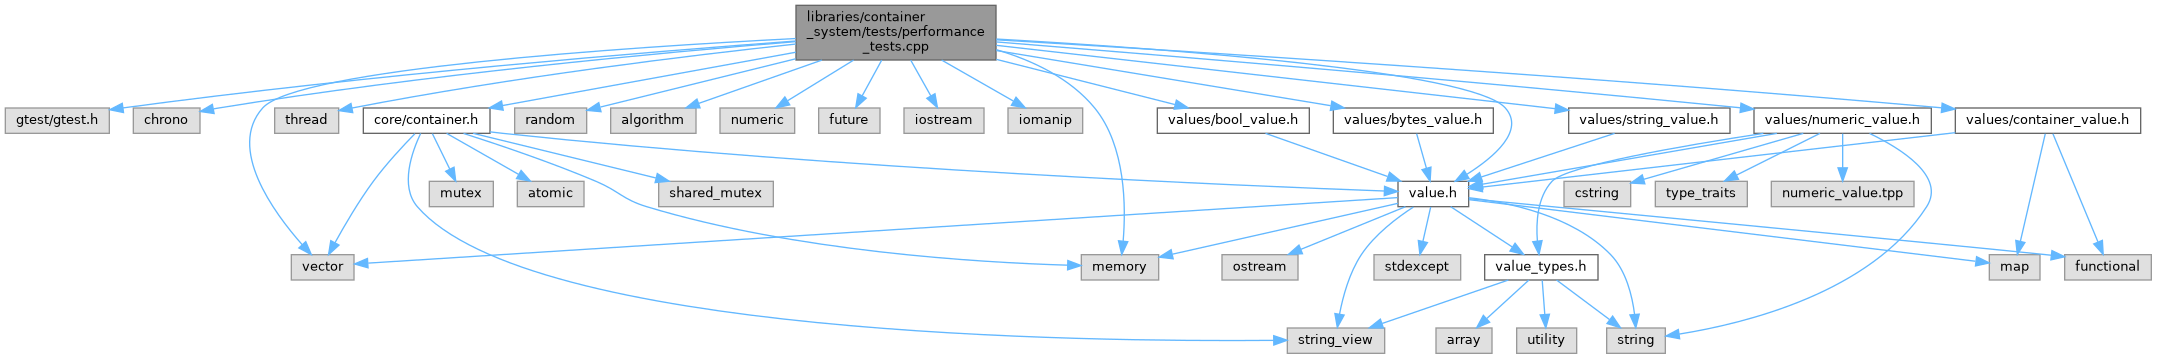 libraries/container
_system/tests/performance
_tests.cpp
gtest/gtest.h
chrono
thread
core/container.h
random
algorithm
numeric
future
iostream
iomanip
values/bool_value.h
values/bytes_value.h
values/string_value.h
values/numeric_value.h
values/container_value.h
mutex
atomic
shared_mutex
value.h
cstring
type_traits
numeric_value.tpp
vector
memory
ostream
stdexcept
value_types.h
map
functional
string_view
array
utility
string